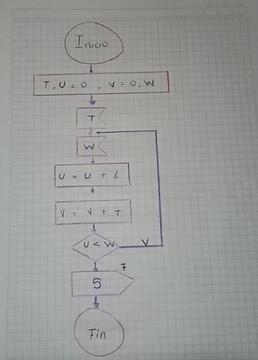 Inicio
T, U = 0 , V = 0, W
T
W
U = U + 1
V = V + T
U < W
V
F
S
Fin